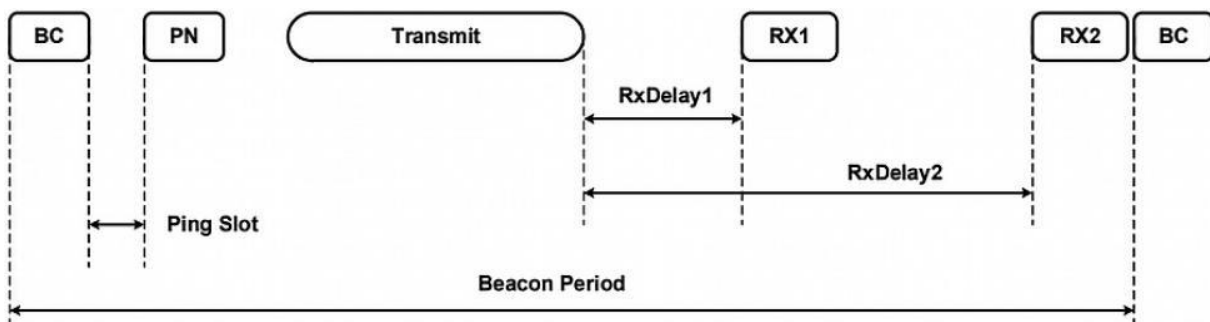 BC PN Transmit RX1 RX2 BC
RxDelay1
RxDelay2
Ping Slot
Beacon Period